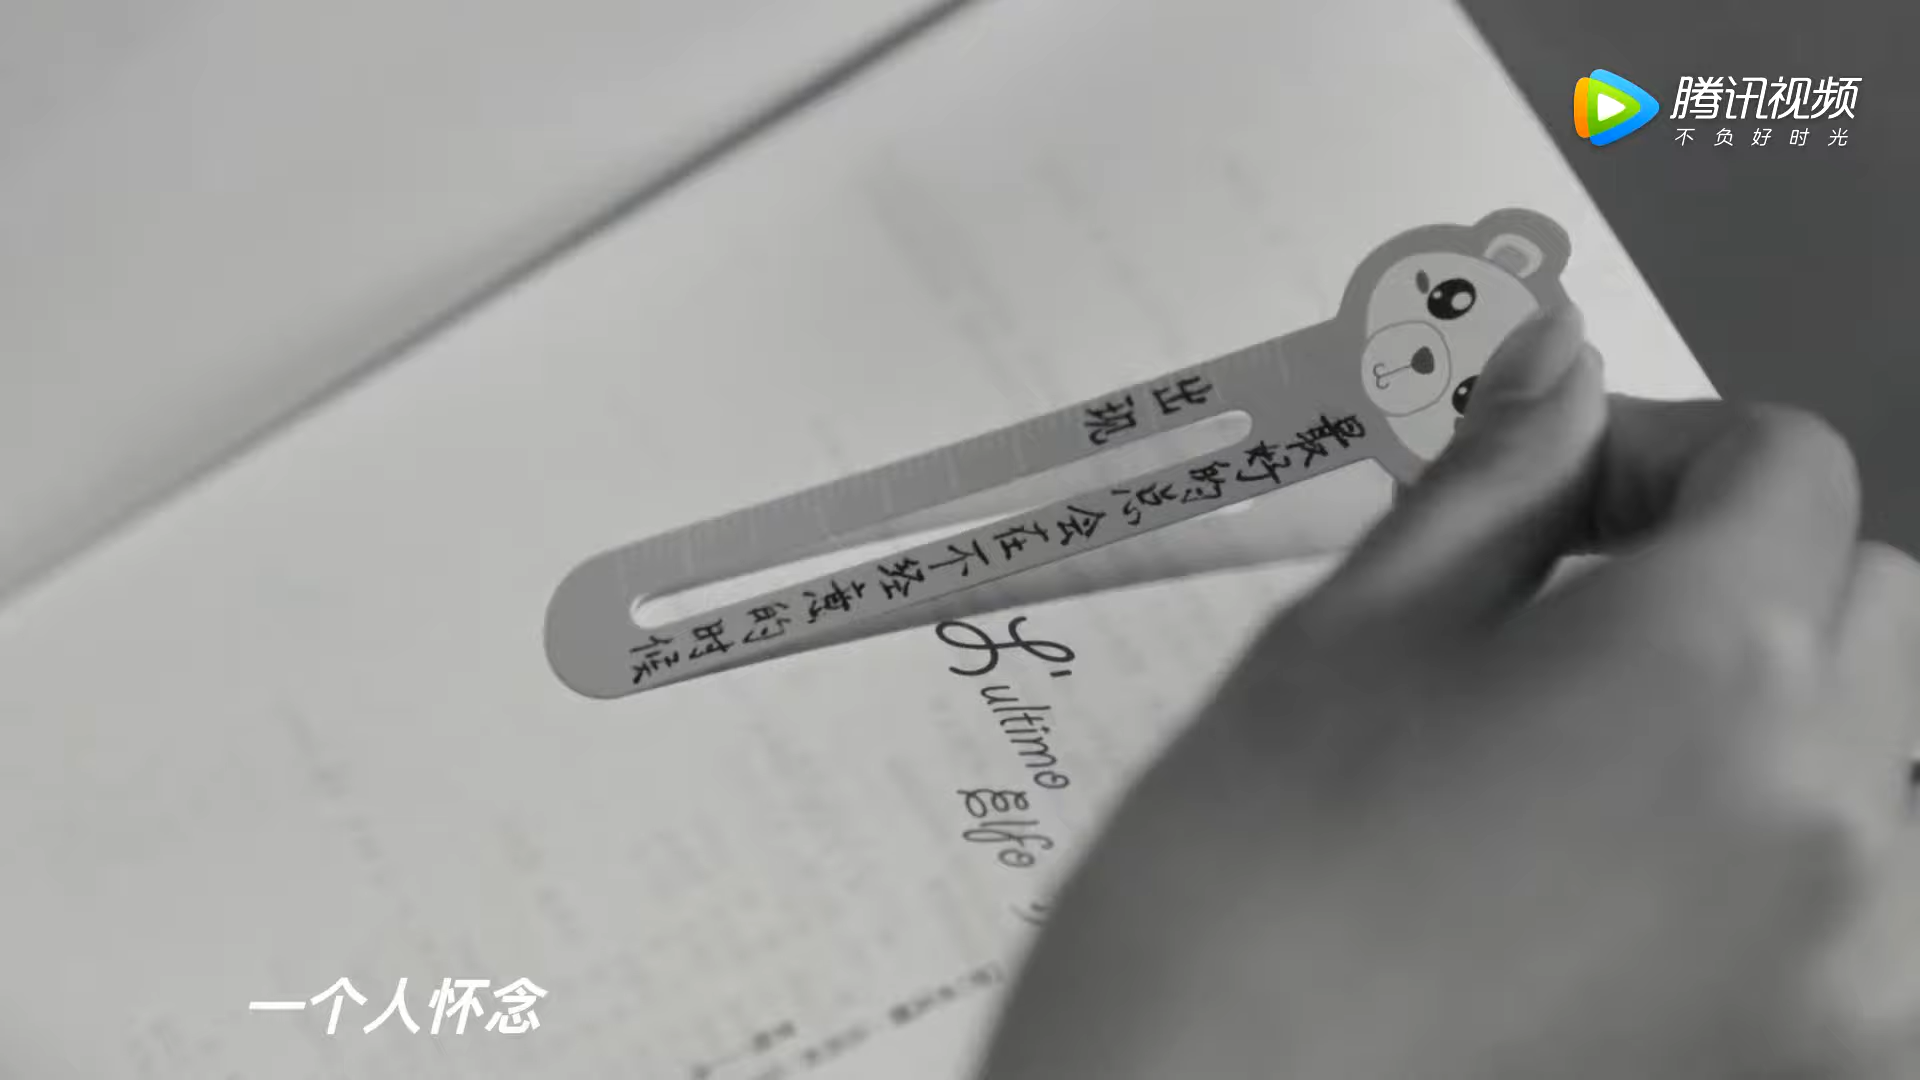 腾讯视频
不负好时光
最好的总会在不经意的时候
出现
L'ultimo
elfo
一个人怀念